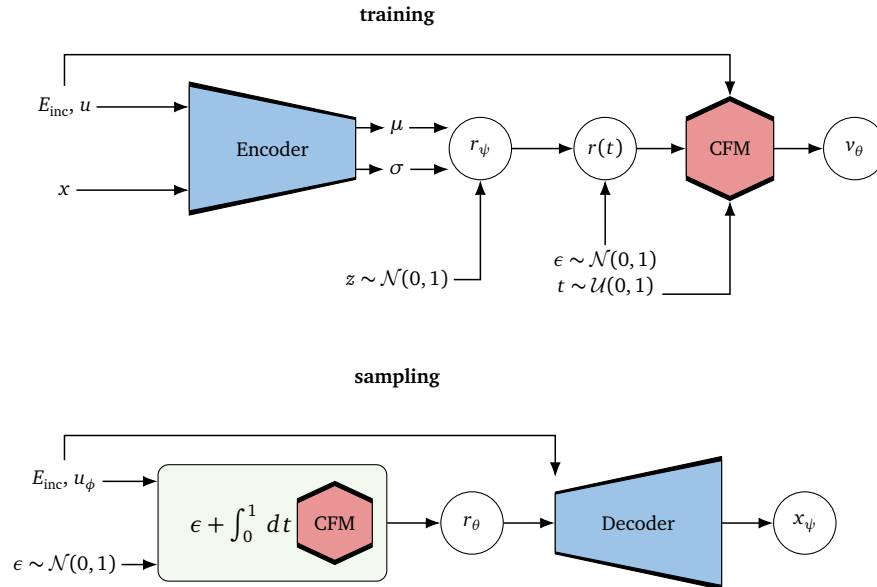 training
E_inc, u
x
Encoder
μ
σ
r_ψ
r(t)
CFM
v_θ
z ∼ 𝒩(0, 1)
ϵ ∼ 𝒩(0, 1)
t ∼ 𝒰(0, 1)
sampling
E_inc, u_ϕ
ϵ ∼ 𝒩(0, 1)
ϵ + ∫₀¹ dt CFM
r_θ
Decoder
x_ψ